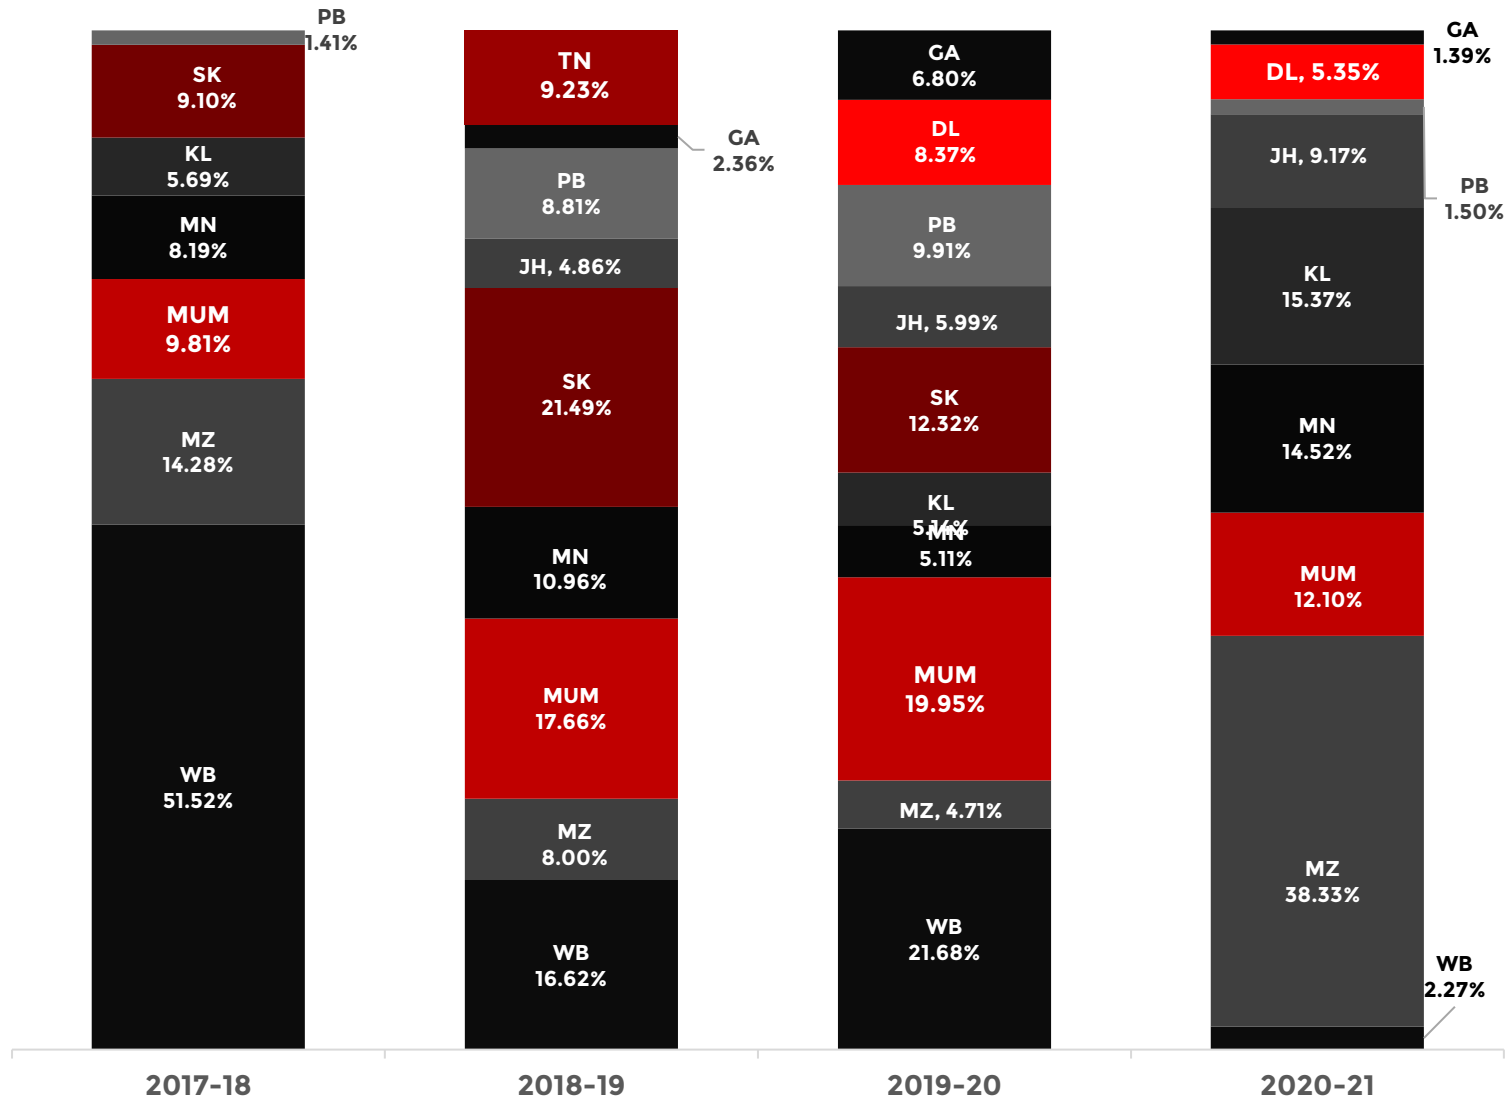 PB
1.41%
SK
9.10%
KL
5.69%
MN
8.19%
MUM
9.81%
MZ
14.28%
WB
51.52%
TN
9.23%
GA
2.36%
PB
8.81%
JH, 4.86%
SK
21.49%
MN
10.96%
MUM
17.66%
MZ
8.00%
WB
16.62%
GA
6.80%
DL
8.37%
PB
9.91%
JH, 5.99%
SK
12.32%
KL
5.14%
MN
5.11%
MUM
19.95%
MZ, 4.71%
WB
21.68%
GA
1.39%
DL, 5.35%
JH, 9.17%
PB
1.50%
KL
15.37%
MN
14.52%
MUM
12.10%
MZ
38.33%
WB
2.27%
2017-18
2018-19
2019-20
2020-21